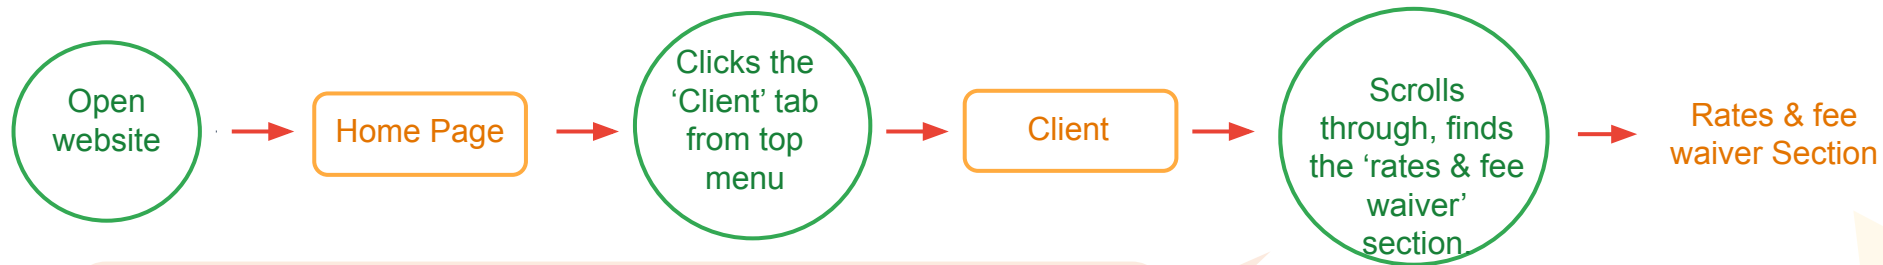 Open
website
Home Page
Clicks the
‘Client’ tab
from top
menu
Client
Scrolls
through, finds
the ‘rates & fee
waiver’
section.
Rates & fee
waiver Section